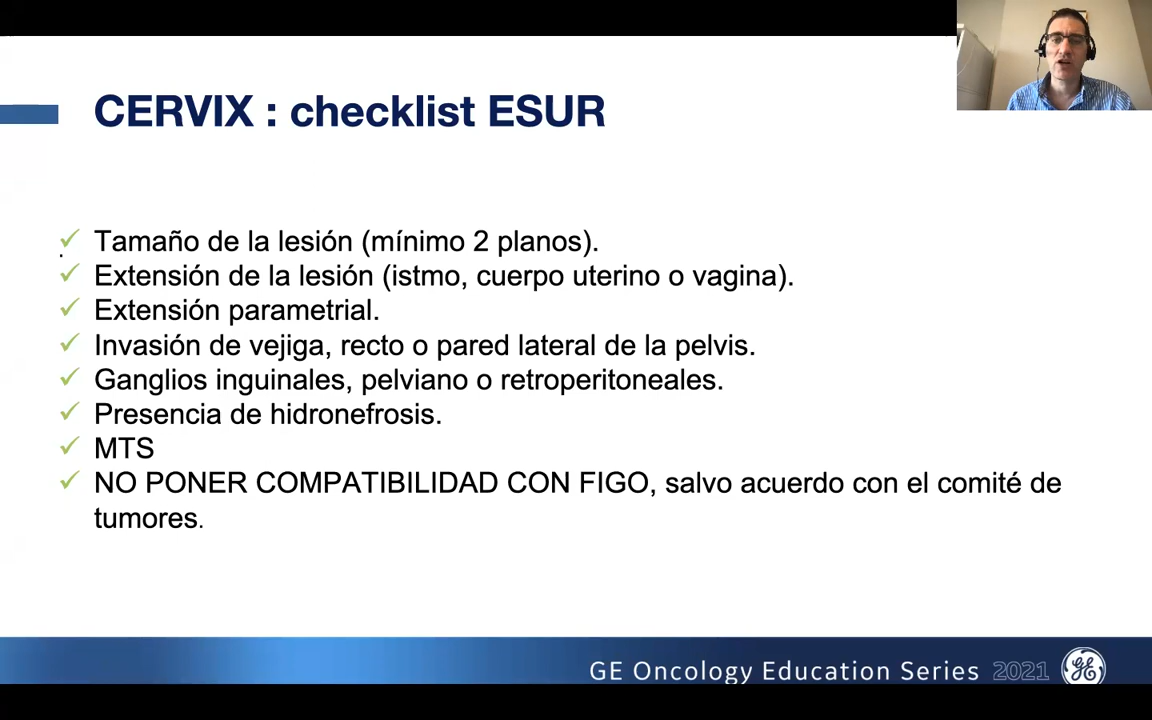 CERVIX : checklist ESUR
✓ Tamaño de la lesión (mínimo 2 planos).
✓ Extensión de la lesión (istmo, cuerpo uterino o vagina).
✓ Extensión parametrial.
✓ Invasión de vejiga, recto o pared lateral de la pelvis.
✓ Ganglios inguinales, pelviano o retroperitoneales.
✓ Presencia de hidronefrosis.
✓ MTS
✓ NO PONER COMPATIBILIDAD CON FIGO, salvo acuerdo con el comité de
tumores.
GE Oncology Education Series 2021 GE